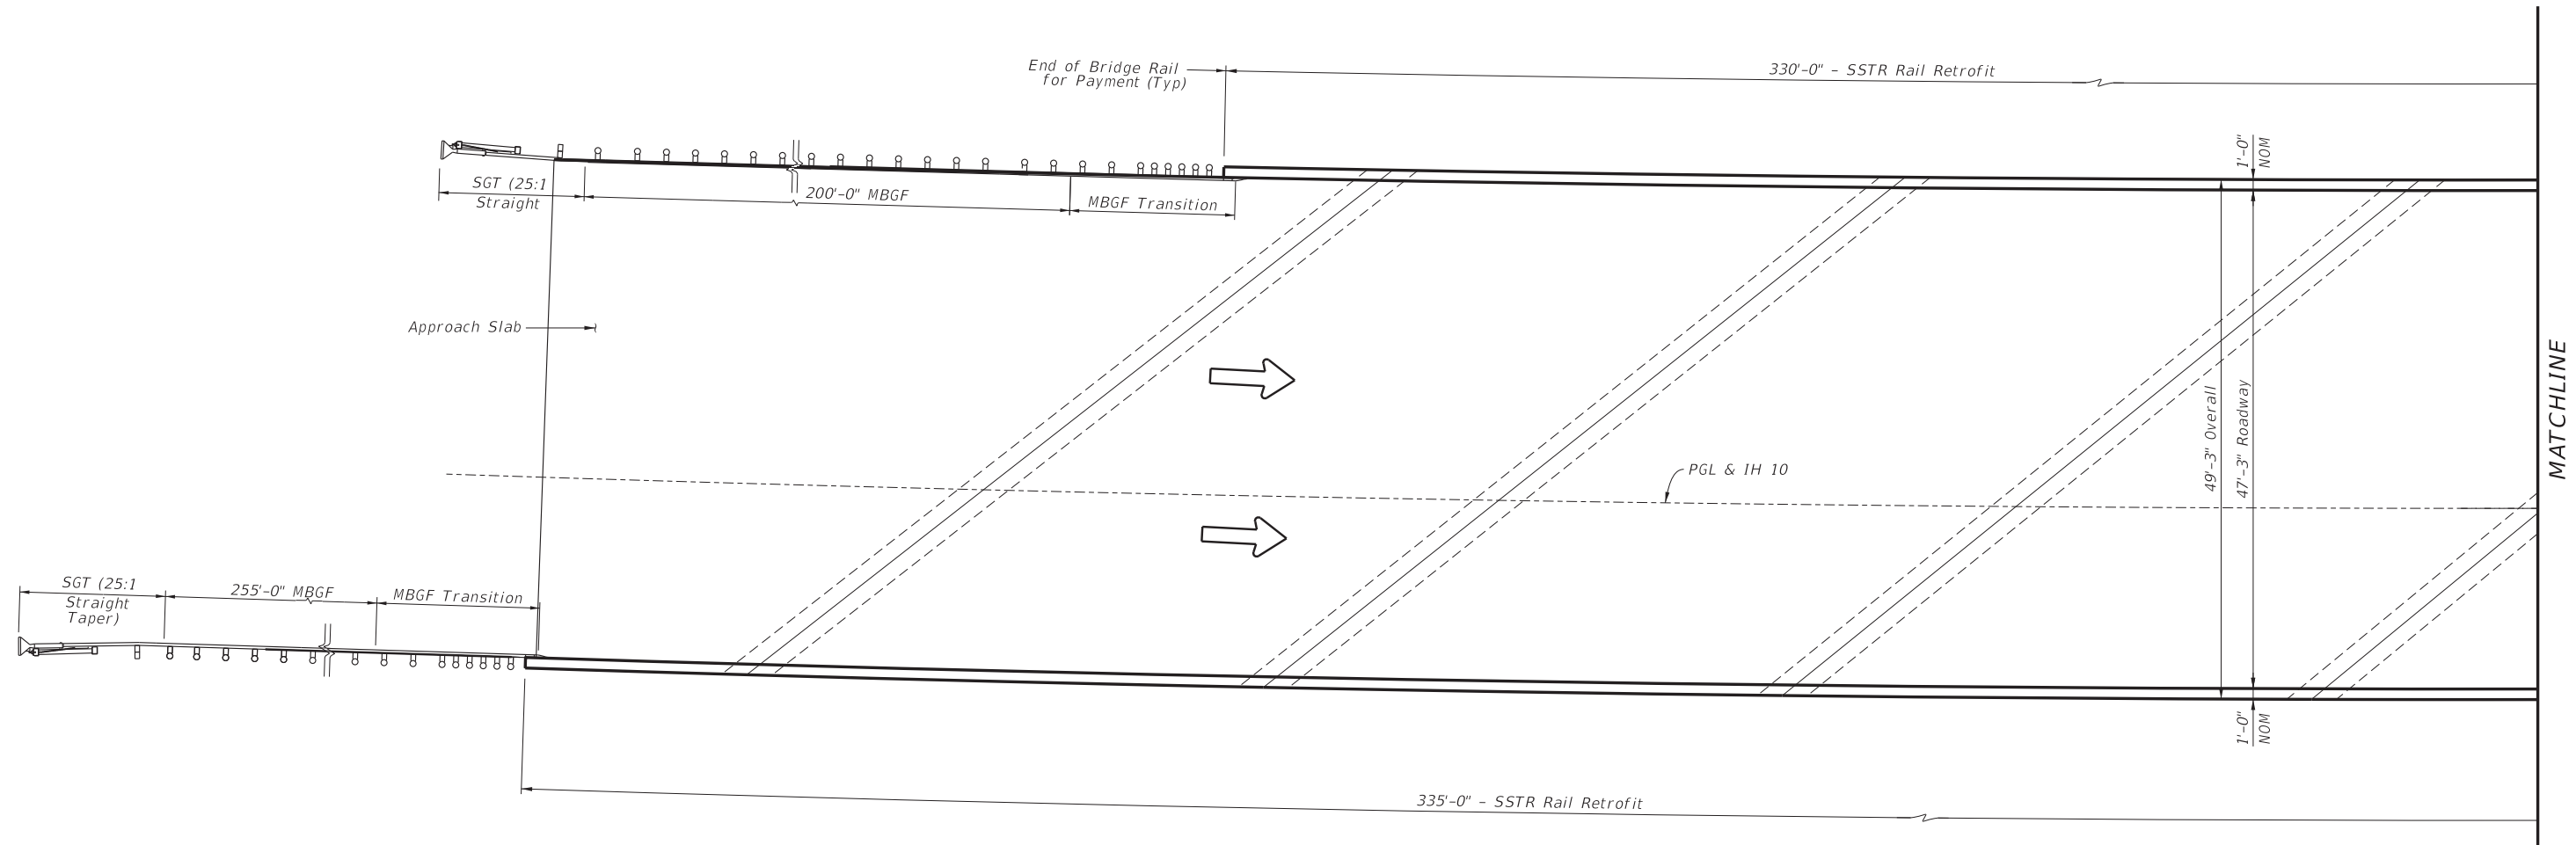 End of Bridge Rail
for Payment (Typ)
330'-0" - SSTR Rail Retrofit
1'-0"
NOM
SGT (25:1
Straight
200'-0" MBGF
MBGF Transition
Approach Slab
49'-3" Overall
47'-3" Roadway
MATCHLINE
PGL & IH 10
SGT (25:1
Straight
Taper)
255'-0" MBGF
MBGF Transition
1'-0"
NOM
335'-0" - SSTR Rail Retrofit